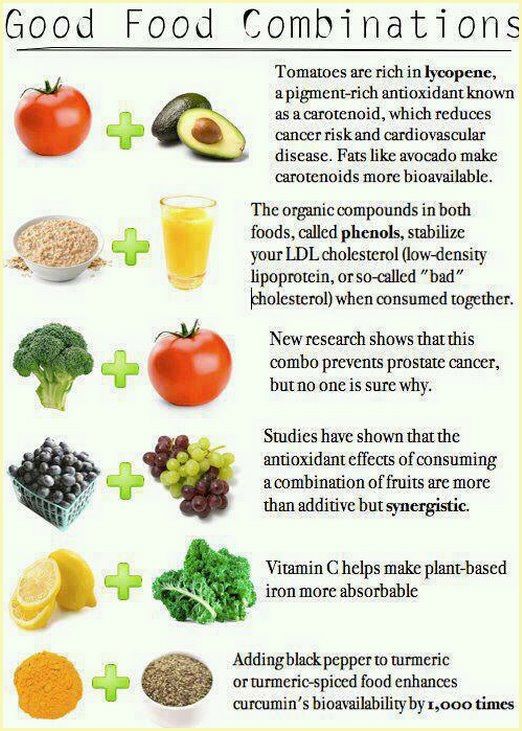 Good Food Combinations
Tomatoes are rich in lycopene,
a pigment-rich antioxidant known
as a carotenoid, which reduces
cancer risk and cardiovascular
disease. Fats like avocado make
carotenoids more bioavailable.
The organic compounds in both
foods, called phenols, stabilize
your LDL cholesterol (low-density
lipoprotein, or so-called "bad"
cholesterol) when consumed together.
New research shows that this
combo prevents prostate cancer,
but no one is sure why.
Studies have shown that the
antioxidant effects of consuming
a combination of fruits are more
than additive but synergistic.
Vitamin C helps make plant-based
iron more absorbable
Adding black pepper to turmeric
or turmeric-spiced food enhances
curcumin's bioavailability by 1,000 times